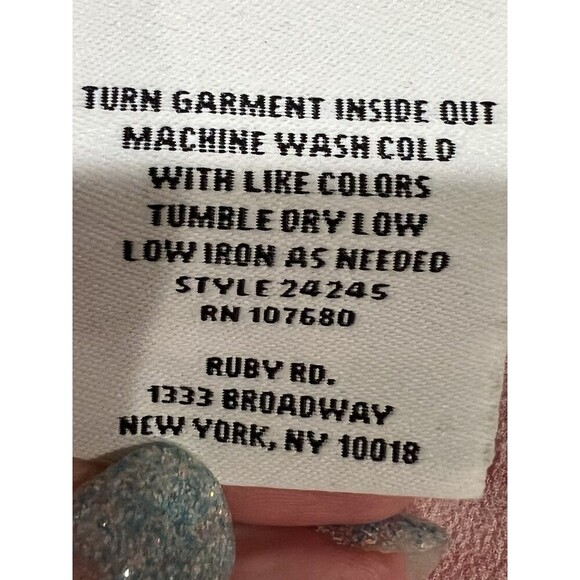 TURN GARMENT INSIDE OUT
MACHINE WASH COLD
WITH LIKE COLORS
TUMBLE DRY LOW
LOW IRON AS NEEDED
STYLE 24245
RN 107680
RUBY RD.
1333 BROADWAY
NEW YORK, NY 10018